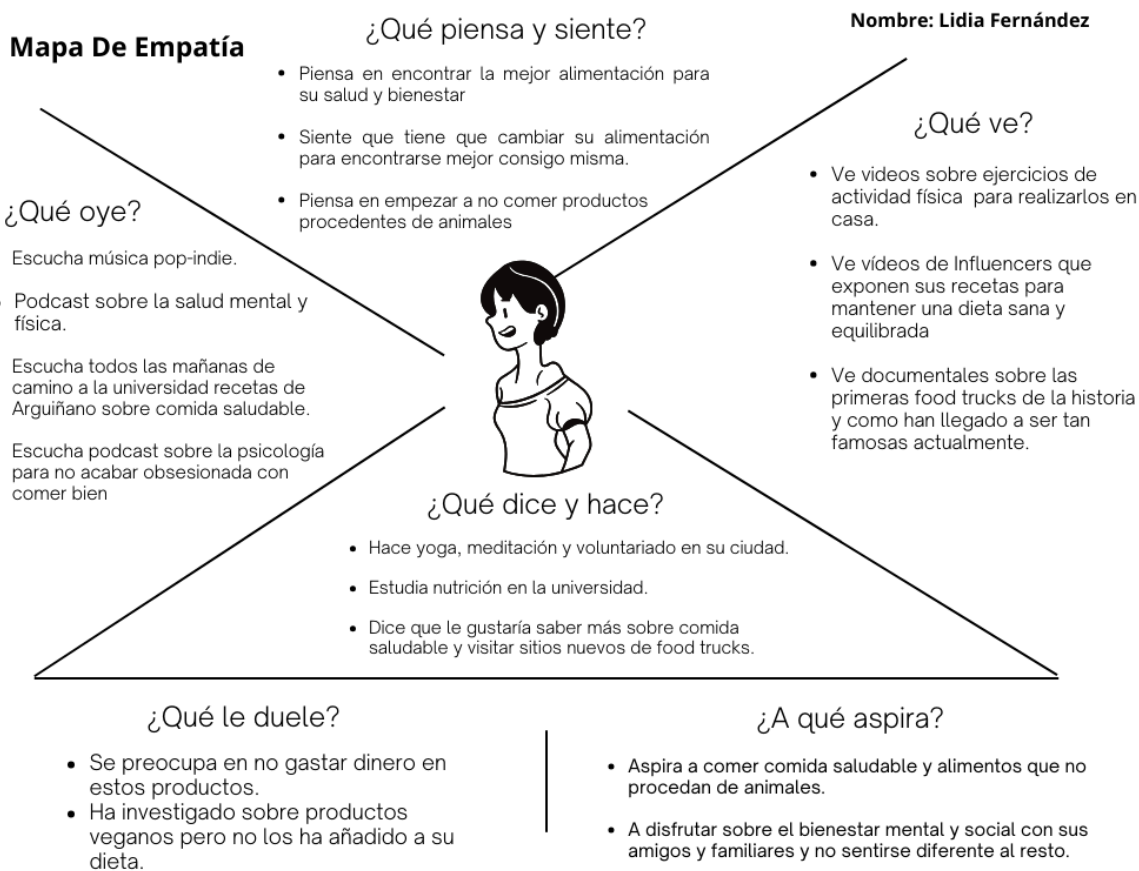 Mapa De Empatía
Nombre: Lidia Fernández
¿Qué piensa y siente?
• Piensa en encontrar la mejor alimentación para
su salud y bienestar
• Siente que tiene que cambiar su alimentación
para encontrarse mejor consigo misma.
• Piensa en empezar a no comer productos
procedentes de animales
¿Qué ve?
• Ve videos sobre ejercicios de
actividad física para realizarlos en
casa.
• Ve vídeos de Influencers que
exponen sus recetas para
mantener una dieta sana y
equilibrada
• Ve documentales sobre las
primeras food trucks de la historia
y como han llegado a ser tan
famosas actualmente.
¿Qué oye?
Escucha música pop-indie.
Podcast sobre la salud mental y
física.
Escucha todos las mañanas de
camino a la universidad recetas de
Arguiñano sobre comida saludable.
Escucha podcast sobre la psicología
para no acabar obsesionada con
comer bien
¿Qué dice y hace?
• Hace yoga, meditación y voluntariado en su ciudad.
• Estudia nutrición en la universidad.
• Dice que le gustaría saber más sobre comida
saludable y visitar sitios nuevos de food trucks.
¿Qué le duele?
• Se preocupa en no gastar dinero en
estos productos.
• Ha investigado sobre productos
veganos pero no los ha añadido a su
dieta.
¿A qué aspira?
• Aspira a comer comida saludable y alimentos que no
procedan de animales.
• A disfrutar sobre el bienestar mental y social con sus
amigos y familiares y no sentirse diferente al resto.